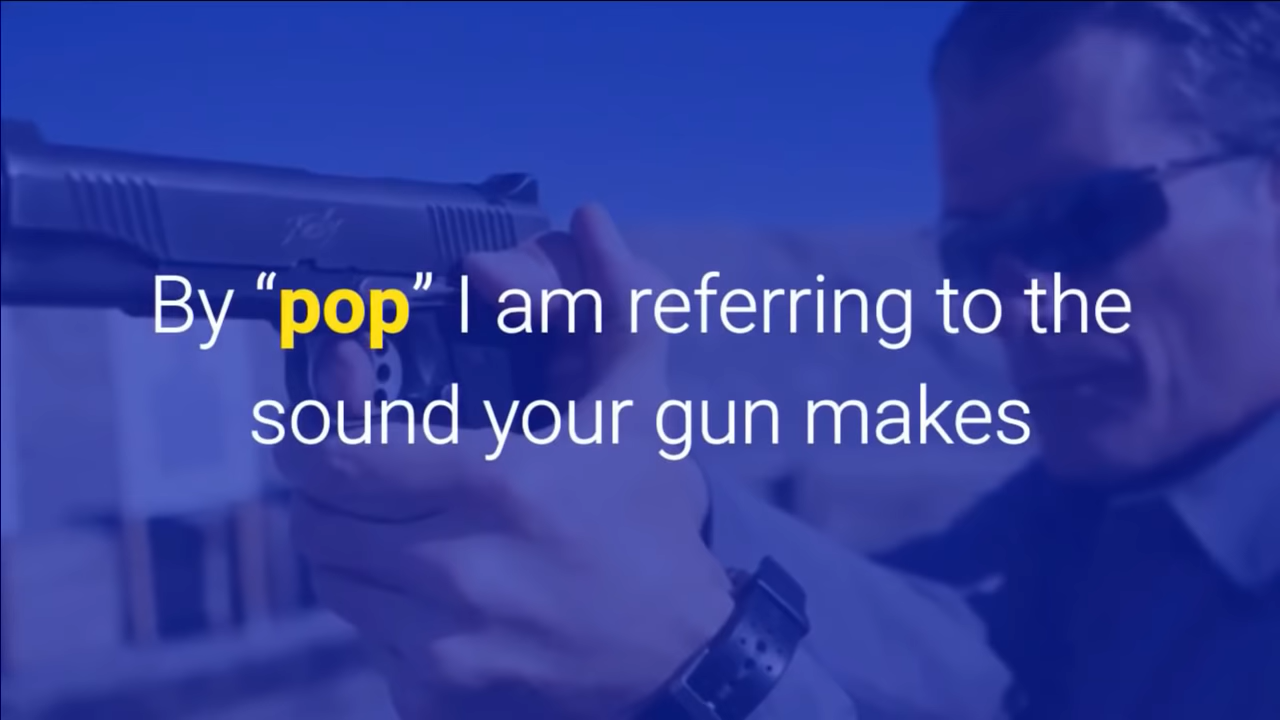 By “pop” I am referring to the
sound your gun makes